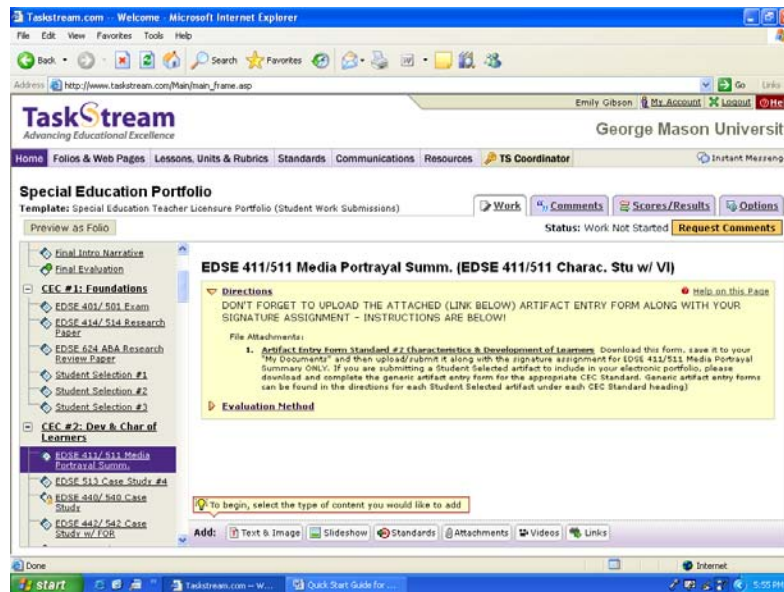 Taskstream.com -- Welcome - Microsoft Internet Explorer
File Edit View Favorites Tools Help
Back Search Favorites
Address http://www.taskstream.com/Main/main_frame.asp Go Links
Emily Gibson My Account Logout He
TaskStream
Advancing Educational Excellence
George Mason Universit
Home Folios & Web Pages Lessons, Units & Rubrics Standards Communications Resources TS Coordinator Instant Messeng
Special Education Portfolio
Template: Special Education Teacher Licensure Portfolio (Student Work Submissions)
Work Comments Scores/Results Options
Preview as Folio
Status: Work Not Started Request Comments
Final Intro Narrative
Final Evaluation
CEC #1: Foundations
EDSE 401/ 501 Exam
EDSE 414/ 514 Research
Paper
EDSE 624 ABA Research
Review Paper
Student Selection #1
Student Selection #2
Student Selection #3
CEC #2: Dev & Char of
Learners
EDSE 411/ 511 Media
Portrayal Summ.
EDSE 513 Case Study #4
EDSE 440/ 540 Case
Study
EDSE 442/ 542 Case
Study w/ FOR
EDSE 411/511 Media Portrayal Summ. (EDSE 411/511 Charac. Stu w/ VI)
Directions Help on this Page
DON'T FORGET TO UPLOAD THE ATTACHED (LINK BELOW) ARTIFACT ENTRY FORM ALONG WITH YOUR
SIGNATURE ASSIGNMENT - INSTRUCTIONS ARE BELOW!
File Attachments:
1. Artifact Entry Form Standard #2 Characteristics & Development of Learners Download this form, save it to your
"My Documents" and then upload/submit it along with the signature assignment for EDSE 411/511 Media Portrayal
Summary ONLY. If you are submitting a Student Selected artifact to include in your electronic portfolio, please
download and complete the generic artifact entry form for the appropriate CEC Standard. Generic artifact entry forms
can be found in the directions for each Student Selected artifact under each CEC Standard heading)
Evaluation Method
To begin, select the type of content you would like to add
Add: Text & Image Slideshow Standards Attachments Videos Links
Done Internet
start Taskstream.com -- W... Quick Start Guide for ... 5:55 PM